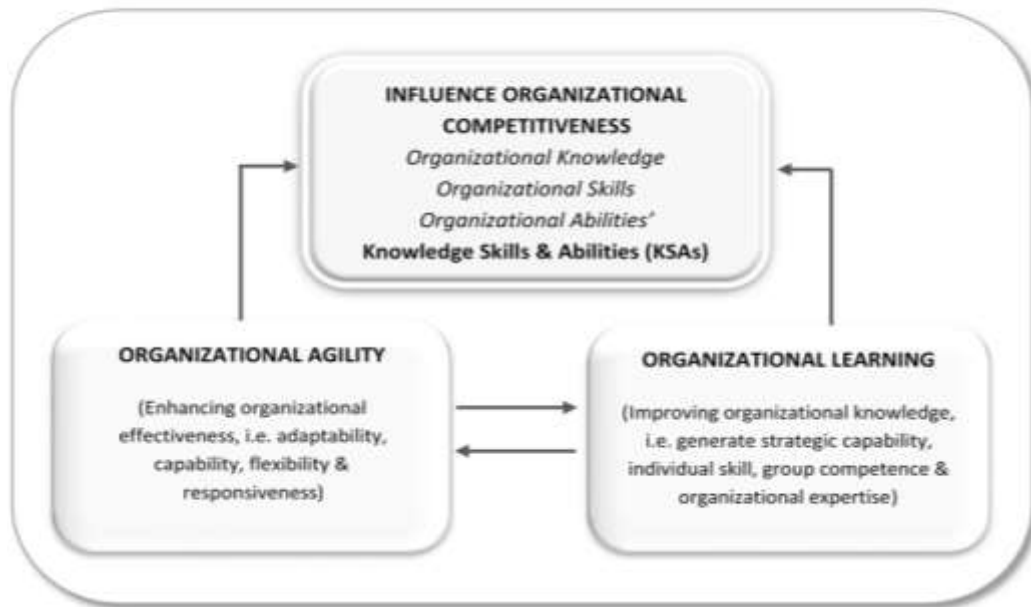 INFLUENCE ORGANIZATIONAL
COMPETITIVENESS
Organizational Knowledge
Organizational Skills
Organizational Abilities'
Knowledge Skills & Abilities (KSAs)
ORGANIZATIONAL AGILITY
(Enhancing organizational
effectiveness, i.e. adaptability,
capability, flexibility &
responsiveness)
ORGANIZATIONAL LEARNING
(Improving organizational knowledge,
i.e. generate strategic capability,
individual skill, group competence &
organizational expertise)